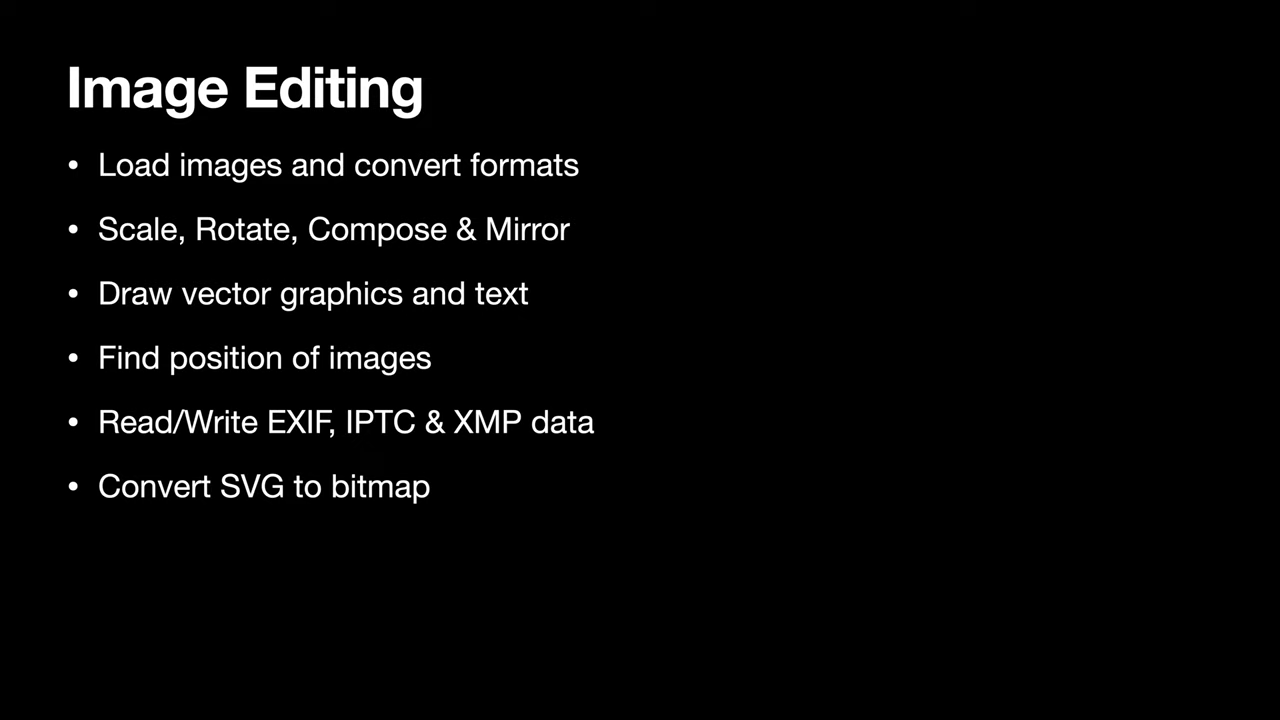 Image Editing
• Load images and convert formats
• Scale, Rotate, Compose & Mirror
• Draw vector graphics and text
• Find position of images
• Read/Write EXIF, IPTC & XMP data
• Convert SVG to bitmap